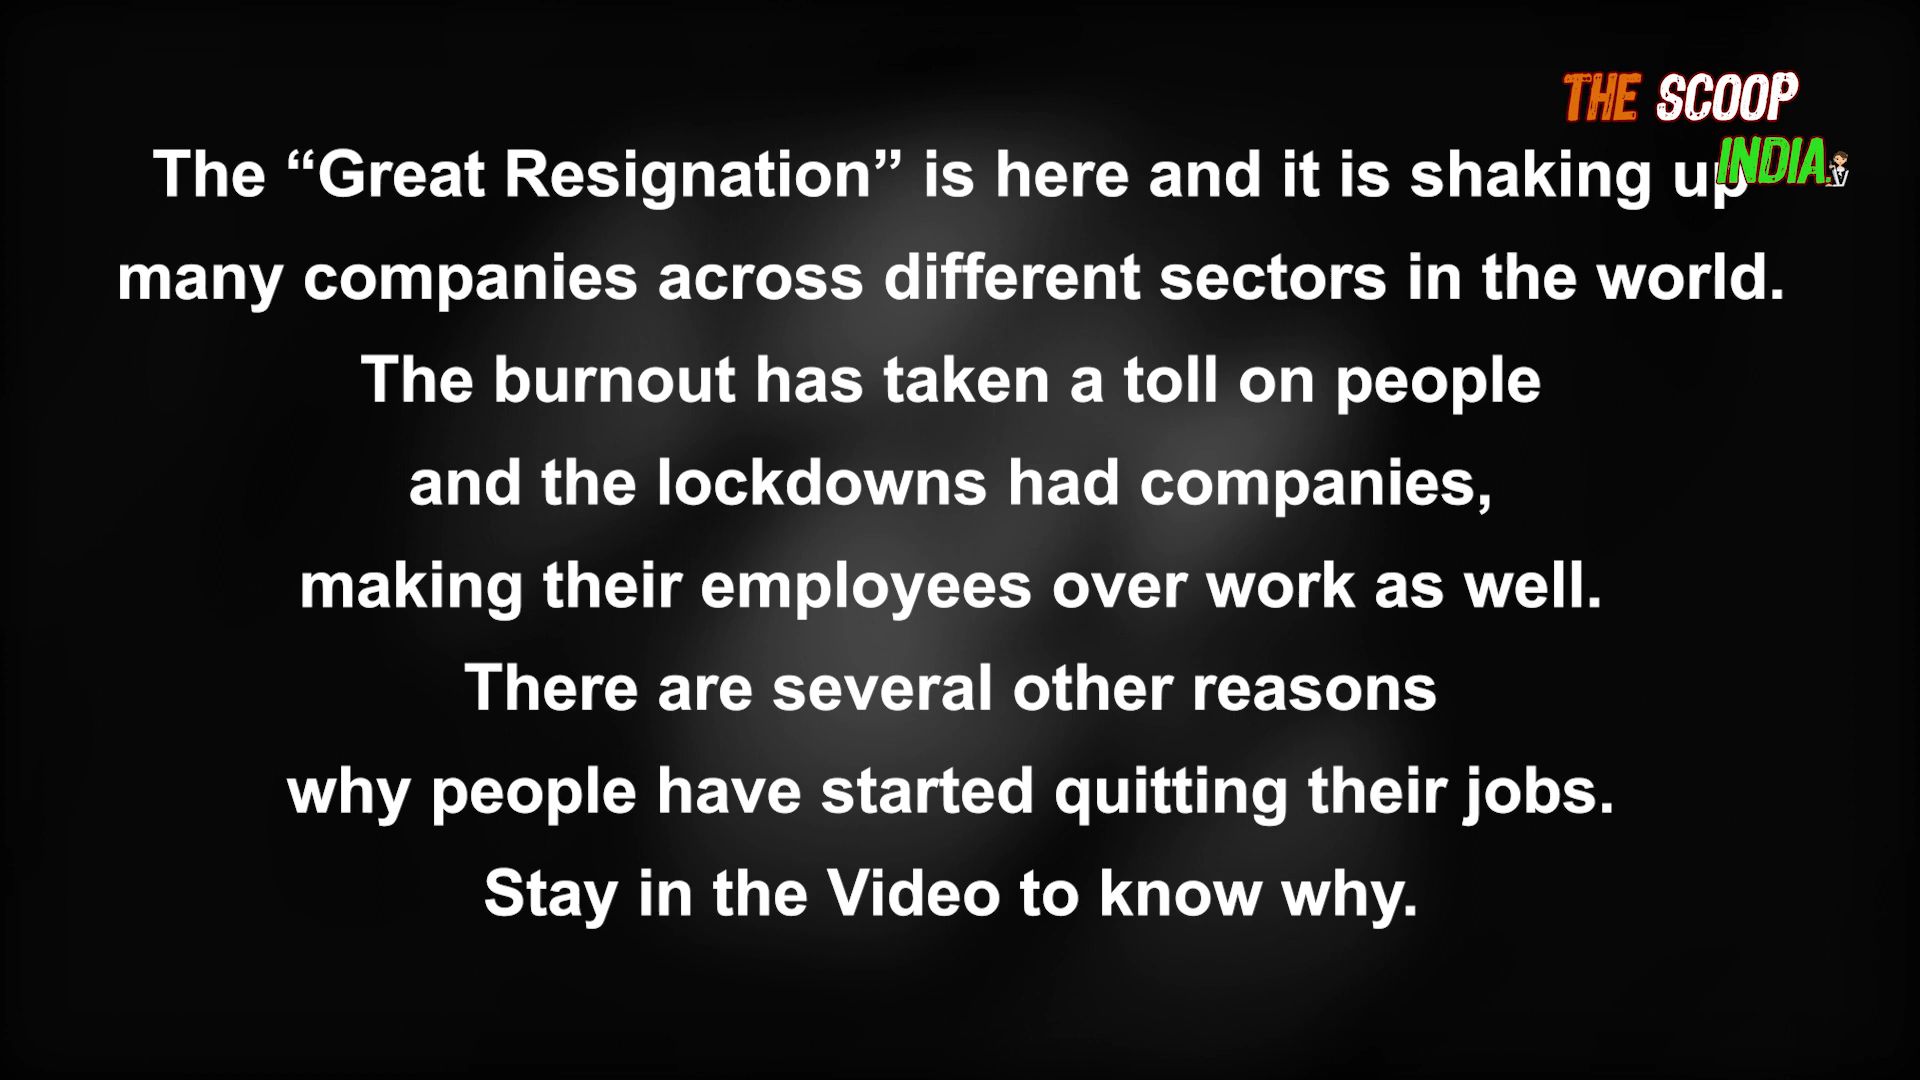 THE SCOOP
INDIA.
The “Great Resignation” is here and it is shaking up
many companies across different sectors in the world.
The burnout has taken a toll on people
and the lockdowns had companies,
making their employees over work as well.
There are several other reasons
why people have started quitting their jobs.
Stay in the Video to know why.